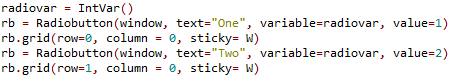 radiovar = IntVar()
rb = Radiobutton(window, text="One", variable=radiovar, value=1)
rb.grid(row=0, column = 0, sticky= W)
rb = Radiobutton(window, text="Two", variable=radiovar, value=2)
rb.grid(row=1, column = 0, sticky= W)